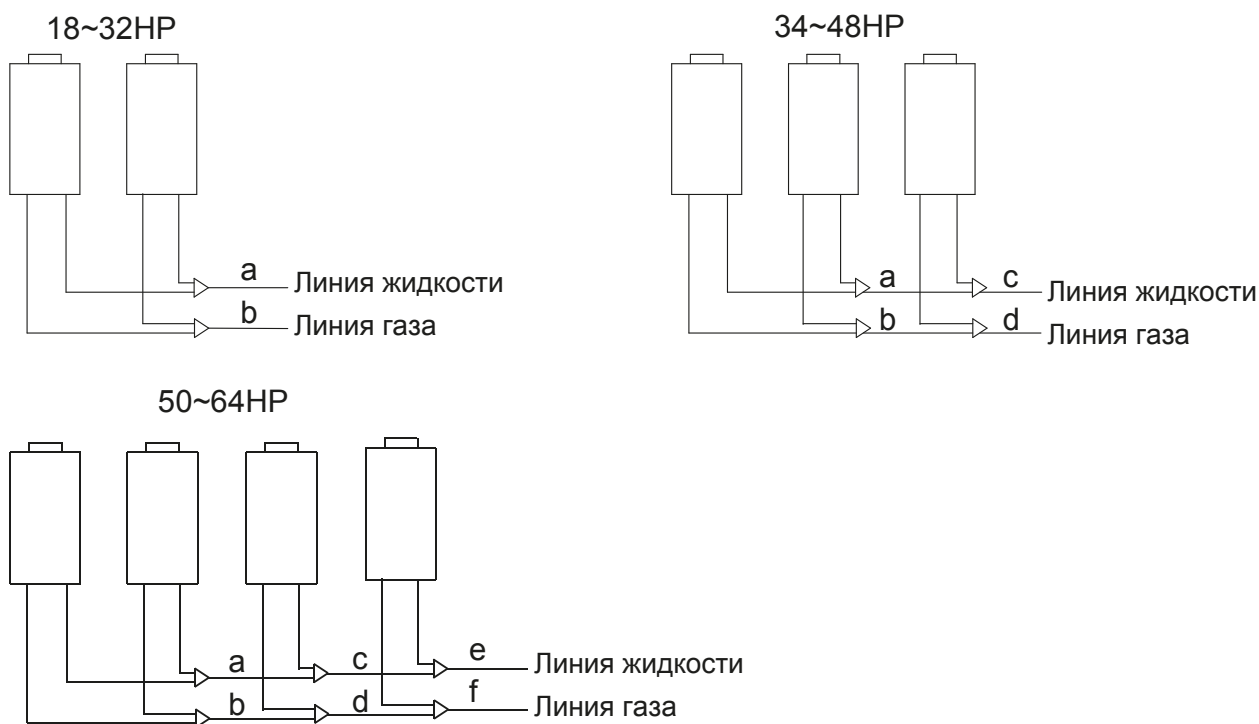 18~32HP
a
Линия жидкости
b
Линия газа
34~48HP
a
c
Линия жидкости
b
d
Линия газа
50~64HP
a
c
e
Линия жидкости
b
d
f
Линия газа